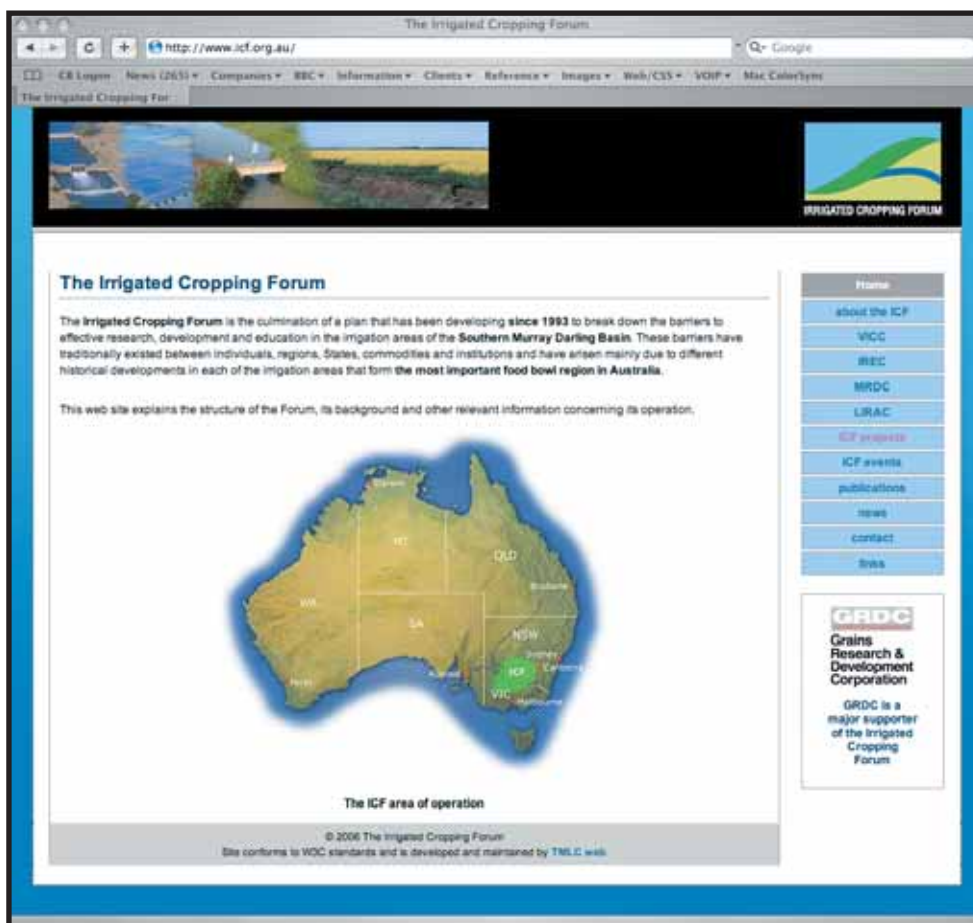 The Irrigated Cropping Forum
http://www.icf.org.au/
Google
CB Logon News (265) Companies BBC Information Clients Reference Images Web/CSS VOIP Mac ColorSync
The Irrigated Cropping For
IRRIGATED CROPPING FORUM
The Irrigated Cropping Forum
The Irrigated Cropping Forum is the culmination of a plan that has been developing since 1993 to break down the barriers to
effective research, development and education in the irrigation areas of the Southern Murray Darling Basin. These barriers have
traditionally existed between individuals, regions, States, commodities and institutions and have arisen mainly due to different
historical developments in each of the irrigation areas that form the most important food bowl region in Australia.
This web site explains the structure of the Forum, its background and other relevant information concerning its operation.
Darwin
NT
QLD
Brisbane
WA
SA
NSW
Sydney
Canberra
ICF
Perth
VIC
Melbourne
The ICF area of operation
© 2006 The Irrigated Cropping Forum
Site conforms to W3C standards and is developed and maintained by TMLC web
Home
about the ICF
VICC
IREC
MRDC
LIRAC
ICF projects
ICF events
publications
news
contact
links
GRDC
Grains
Research &
Development
Corporation
GRDC is a
major supporter
of the Irrigated
Cropping
Forum